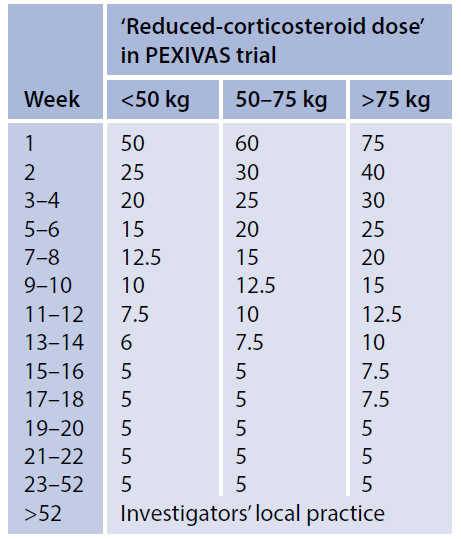 ‘Reduced-corticosteroid dose’
in PEXIVAS trial
Week <50 kg 50–75 kg >75 kg
1 50 60 75
2 25 30 40
3–4 20 25 30
5–6 15 20 25
7–8 12.5 15 20
9–10 10 12.5 15
11–12 7.5 10 12.5
13–14 6 7.5 10
15–16 5 5 7.5
17–18 5 5 7.5
19–20 5 5 5
21–22 5 5 5
23–52 5 5 5
>52 Investigators’ local practice